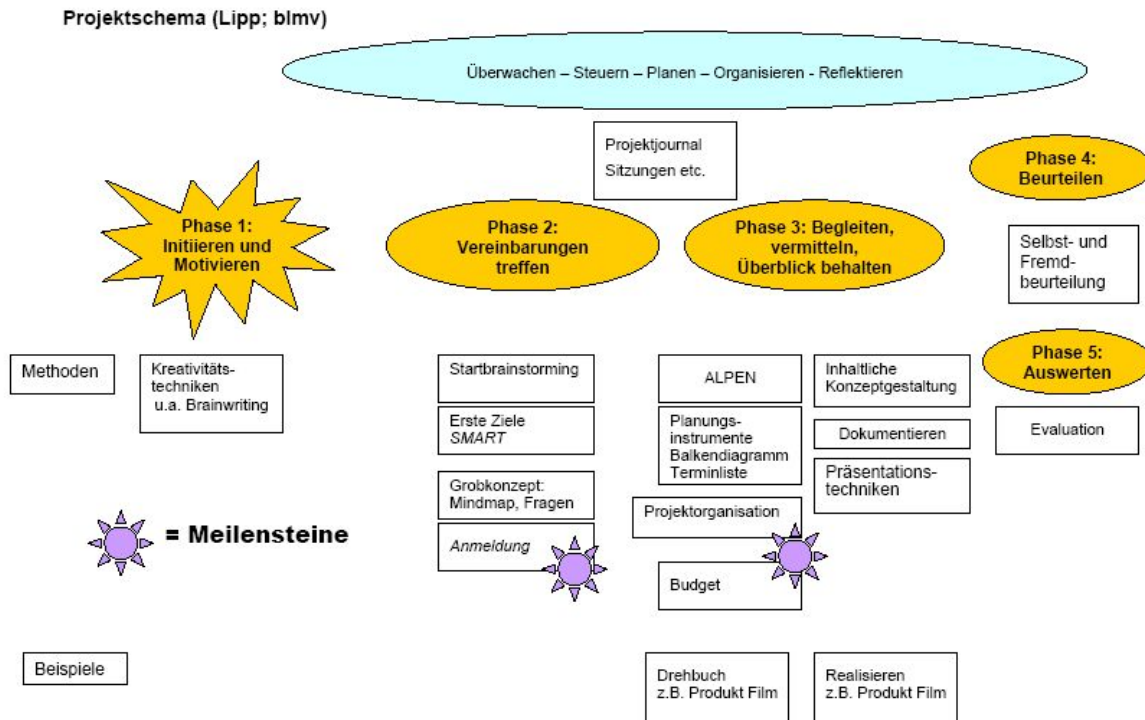 Projektschema (Lipp; blmv)
Überwachen – Steuern – Planen – Organisieren - Reflektieren
Projektjournal
Sitzungen etc.
Phase 1:
Initiieren und
Motivieren
Phase 2:
Vereinbarungen
treffen
Phase 3: Begleiten,
vermitteln,
Überblick behalten
Phase 4:
Beurteilen
Selbst- und
Fremd-
beurteilung
Phase 5:
Auswerten
Evaluation
Methoden
Kreativitäts-
techniken
u.a. Brainwriting
Startbrainstorming
Erste Ziele
SMART
Grobkonzept:
Mindmap, Fragen
Anmeldung
ALPEN
Planungs-
instrumente
Balkendiagramm
Terminliste
Projektorganisation
Budget
Inhaltliche
Konzeptgestaltung
Dokumentieren
Präsentations-
techniken
= Meilensteine
Beispiele
Drehbuch
z.B. Produkt Film
Realisieren
z.B. Produkt Film